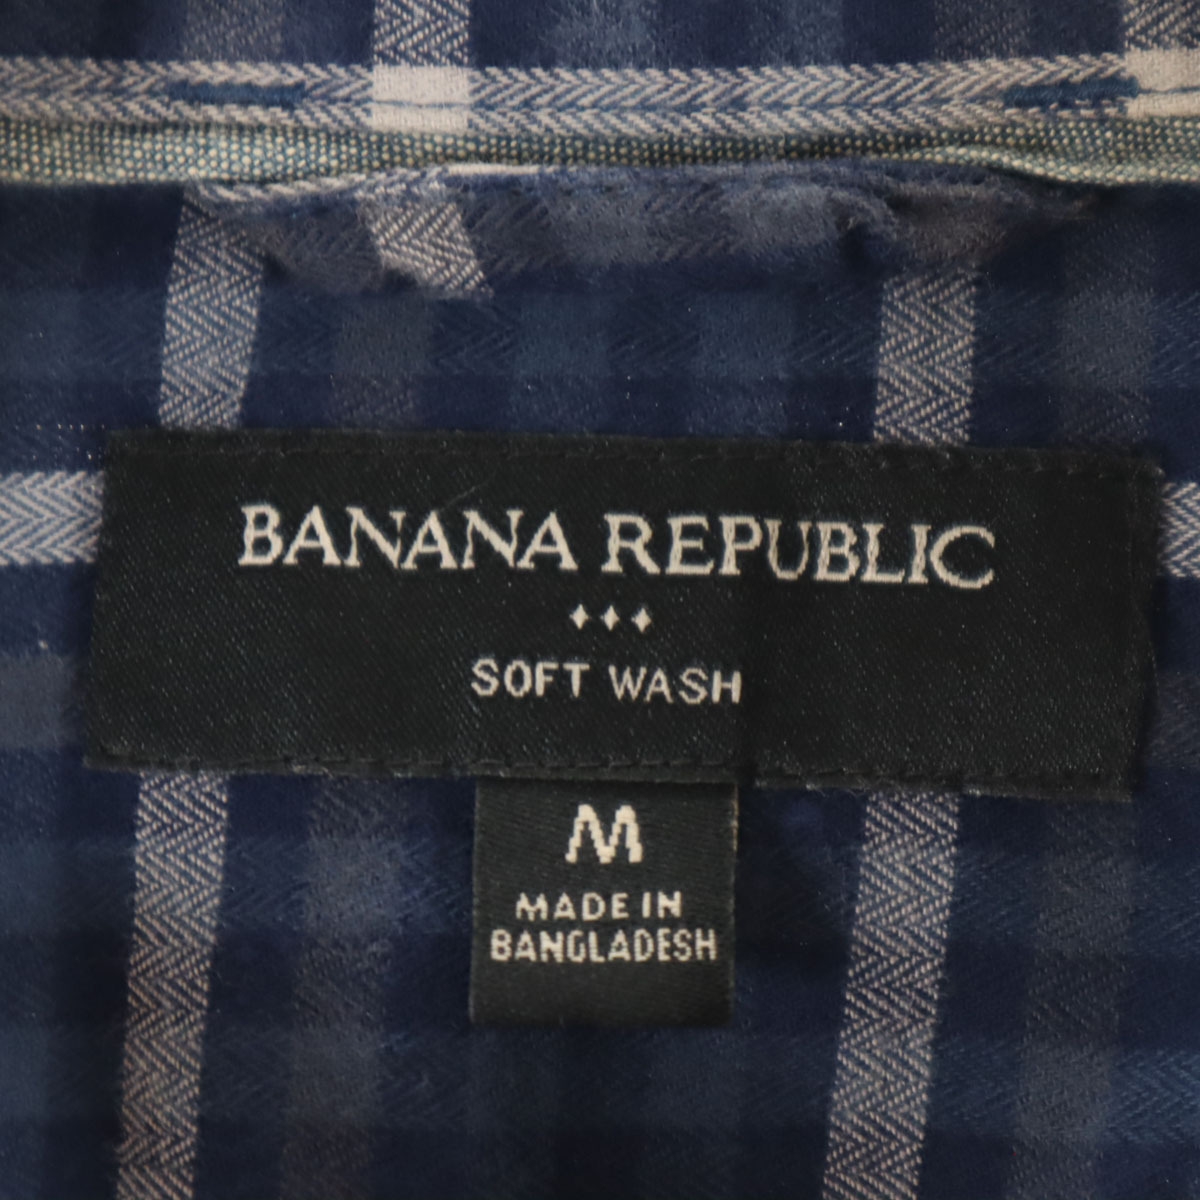 BANANA REPUBLIC
SOFT WASH
M
MADE IN
BANGLADESH